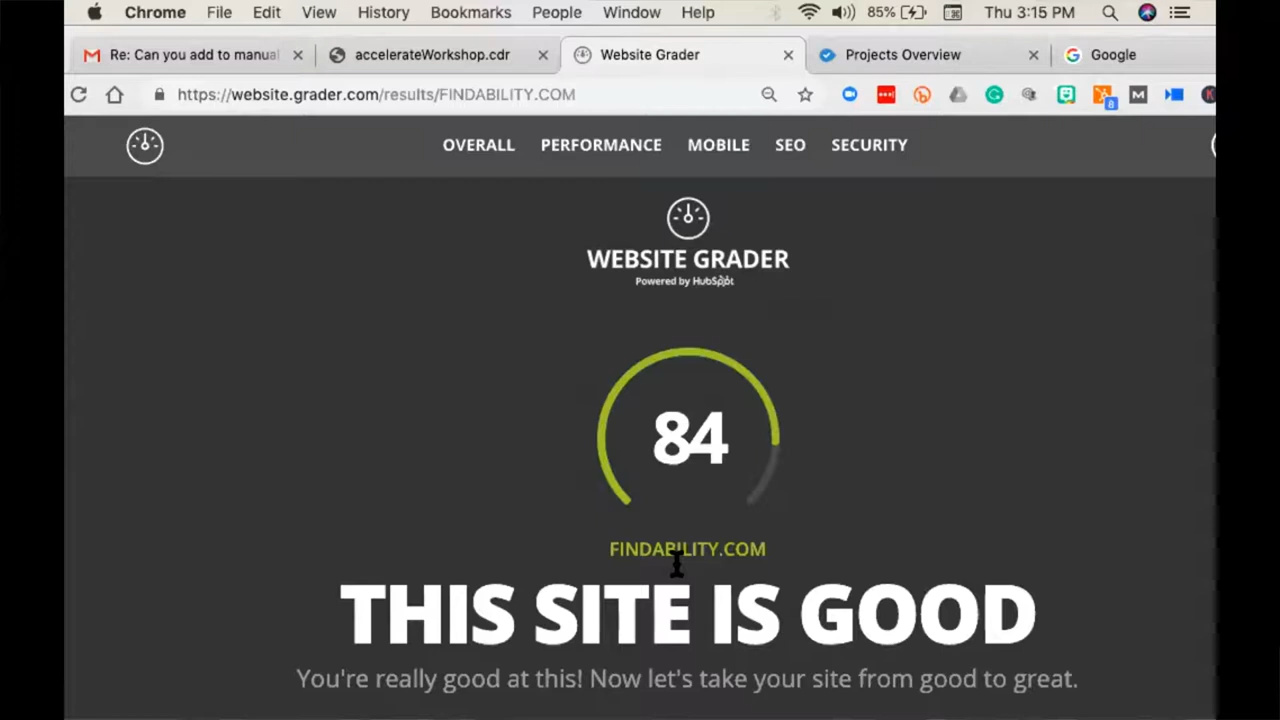 Chrome File Edit View History Bookmarks People Window Help 85% Thu 3:15 PM
Re: Can you add to manual accelerateWorkshop.cdr Website Grader Projects Overview Google
https://website.grader.com/results/FINDABILITY.COM
8 M K
OVERALL PERFORMANCE MOBILE SEO SECURITY
WEBSITE GRADER
Powered by HubSpot
84
FINDABILITY.COM
THIS SITE IS GOOD
You're really good at this! Now let's take your site from good to great.